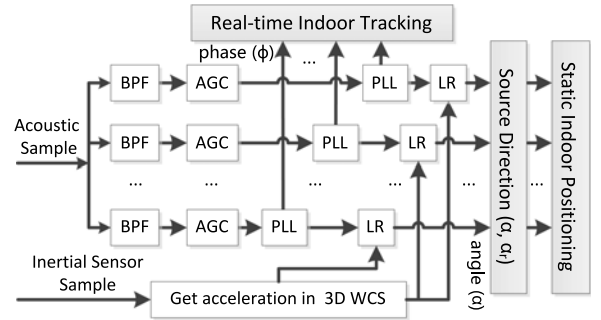 Real-time Indoor Tracking
phase (ϕ)
...
BPF
AGC
PLL
LR
Acoustic
Sample
BPF
AGC
PLL
LR
...
...
...
...
...
BPF
AGC
PLL
LR
Inertial Sensor
Sample
Get acceleration in 3D WCS
angle (α)
Source Direction (α, αr)
Static Indoor Positioning